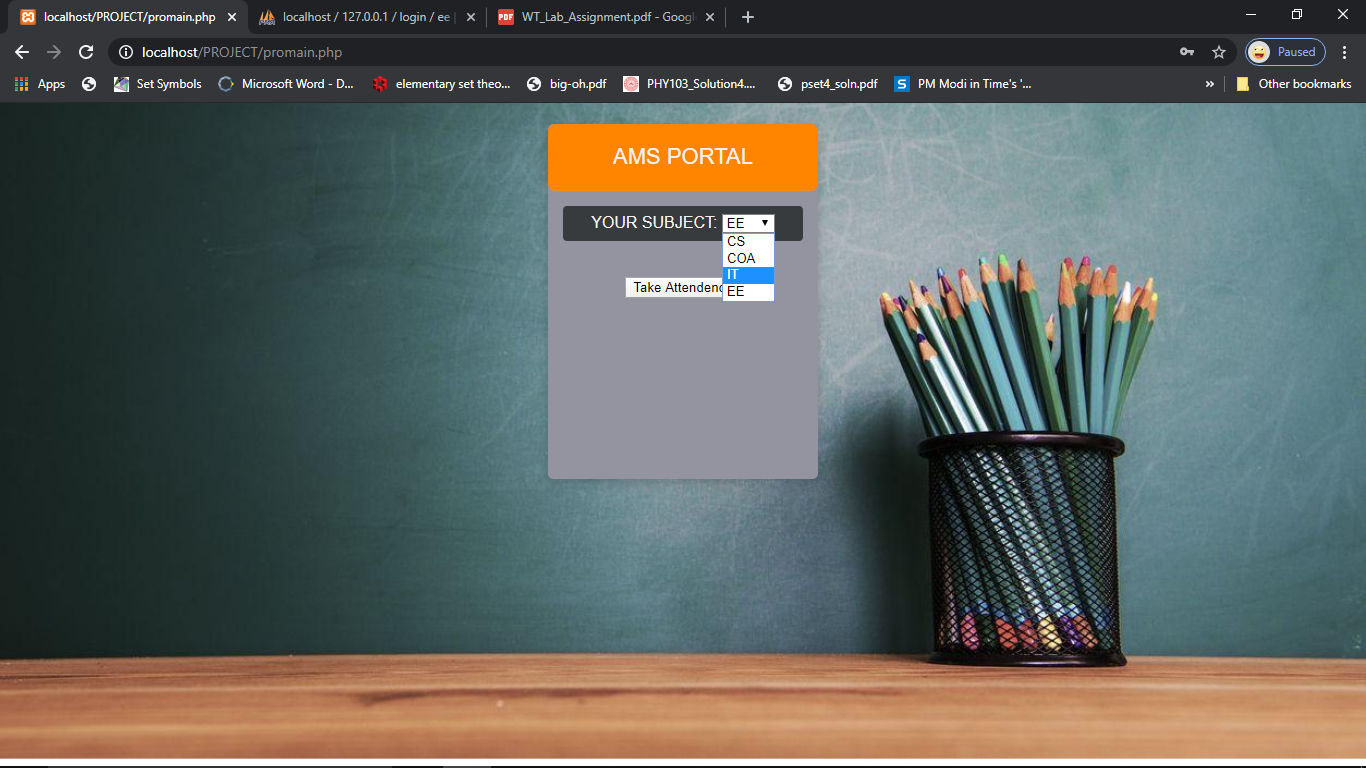 localhost/PROJECT/promain.php
localhost / 127.0.0.1 / login / ee |
PDF
WT_Lab_Assignment.pdf - Google
localhost/PROJECT/promain.php
Paused
Apps
Set Symbols
Microsoft Word - D...
elementary set theo...
big-oh.pdf
PHY103_Solution4....
pset4_soln.pdf
S
PM Modi in Time's '...
»
Other bookmarks
AMS PORTAL
YOUR SUBJECT: EE
CS
COA
IT
EE
Take Attendenc